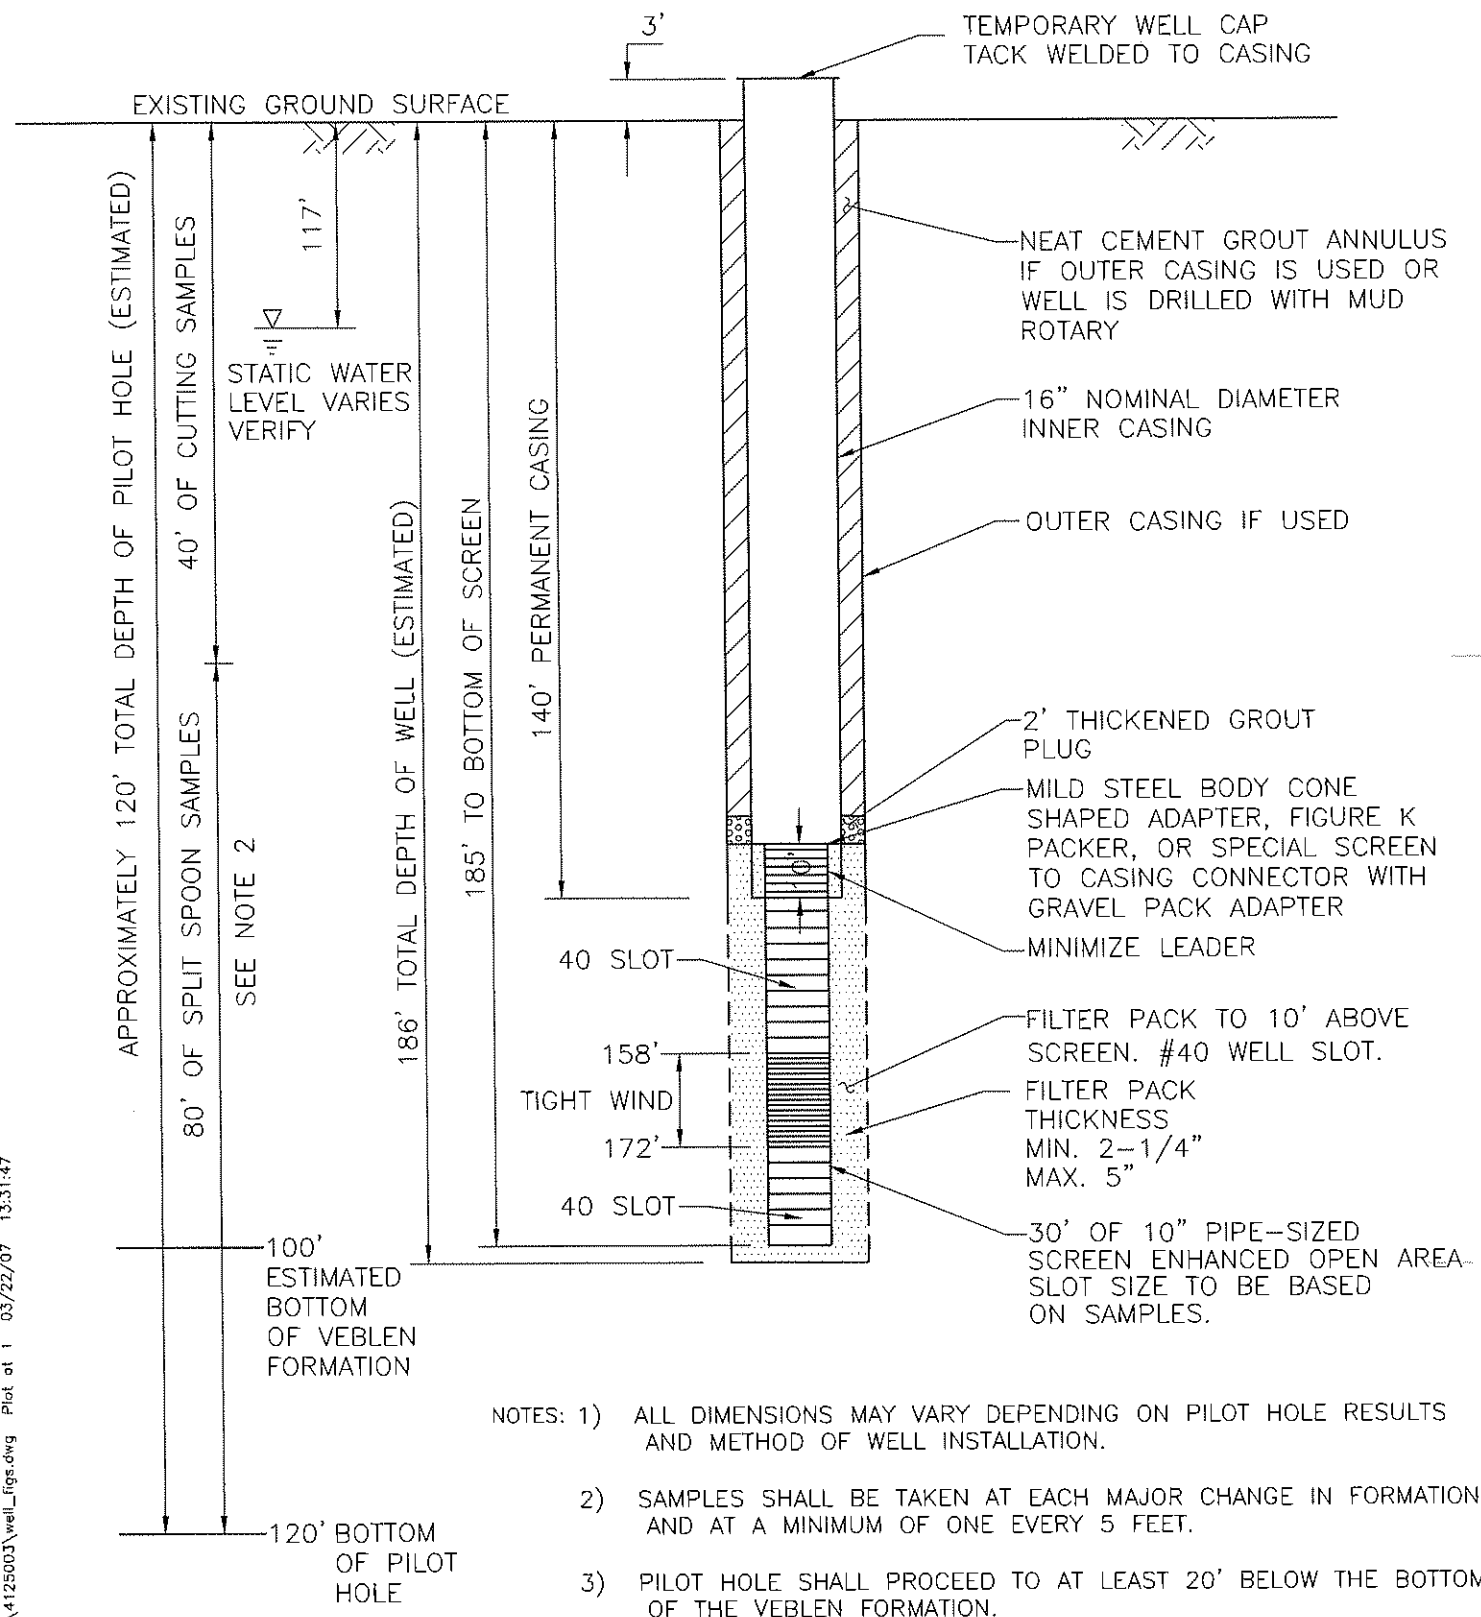 3'
TEMPORARY WELL CAP
TACK WELDED TO CASING
EXISTING GROUND SURFACE
APPROXIMATELY 120' TOTAL DEPTH OF PILOT HOLE (ESTIMATED)
40' OF CUTTING SAMPLES
80' OF SPLIT SPOON SAMPLES
SEE NOTE 2
117'
STATIC WATER
LEVEL VARIES
VERIFY
186' TOTAL DEPTH OF WELL (ESTIMATED)
185' TO BOTTOM OF SCREEN
140' PERMANENT CASING
NEAT CEMENT GROUT ANNULUS
IF OUTER CASING IS USED OR
WELL IS DRILLED WITH MUD
ROTARY
16" NOMINAL DIAMETER
INNER CASING
OUTER CASING IF USED
2' THICKENED GROUT
PLUG
MILD STEEL BODY CONE
SHAPED ADAPTER, FIGURE K
PACKER, OR SPECIAL SCREEN
TO CASING CONNECTOR WITH
GRAVEL PACK ADAPTER
MINIMIZE LEADER
40 SLOT
158'
TIGHT WIND
172'
40 SLOT
FILTER PACK TO 10' ABOVE
SCREEN. #40 WELL SLOT.
FILTER PACK
THICKNESS
MIN. 2-1/4"
MAX. 5"
30' OF 10" PIPE-SIZED
SCREEN ENHANCED OPEN AREA
SLOT SIZE TO BE BASED
ON SAMPLES.
100'
ESTIMATED
BOTTOM
OF VEBLEN
FORMATION
120' BOTTOM
OF PILOT
HOLE
NOTES: 1) ALL DIMENSIONS MAY VARY DEPENDING ON PILOT HOLE RESULTS
AND METHOD OF WELL INSTALLATION.
2) SAMPLES SHALL BE TAKEN AT EACH MAJOR CHANGE IN FORMATION
AND AT A MINIMUM OF ONE EVERY 5 FEET.
3) PILOT HOLE SHALL PROCEED TO AT LEAST 20' BELOW THE BOTTOM
OF THE VEBLEN FORMATION.
\4125003\well_figs.dwg Plot at 1 03/22/07 13:31:47